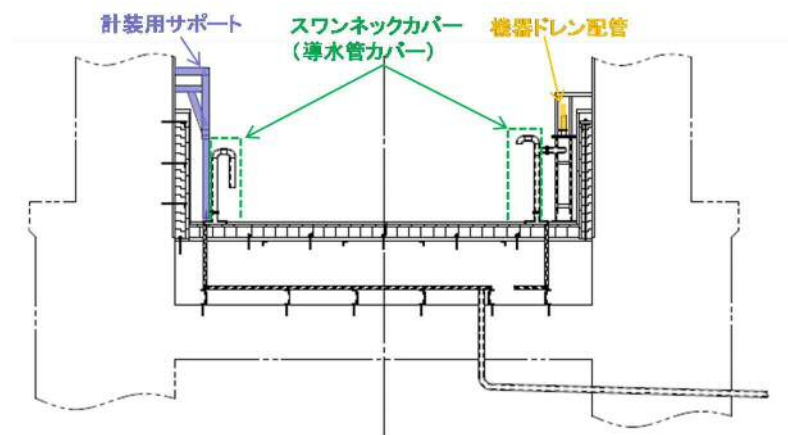 計装用サポート
スワンネックカバー
(導水管カバー)
機器ドレン配管